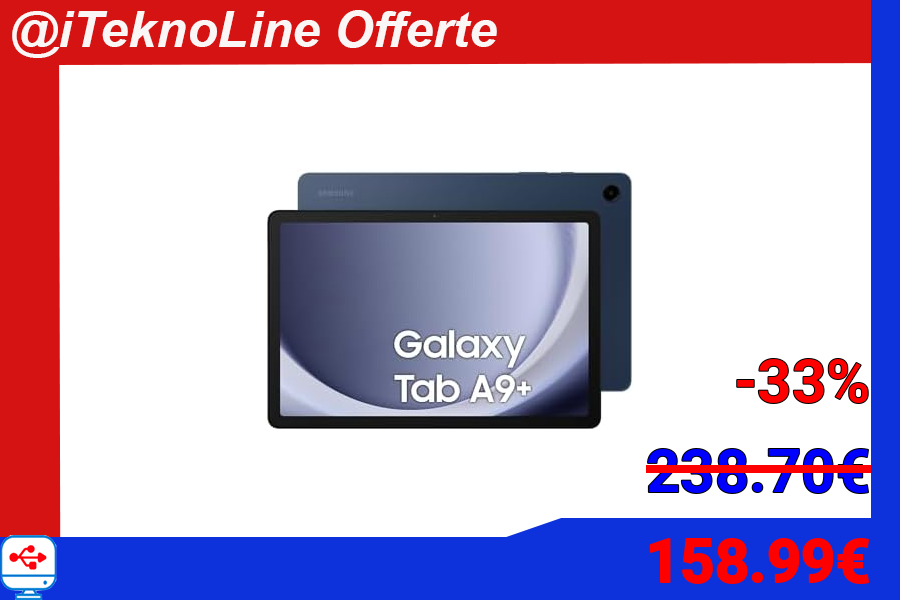 @iTeknoLine Offerte
SAMSUNG
Galaxy
Tab A9+
-33%
238.70€
158.99€